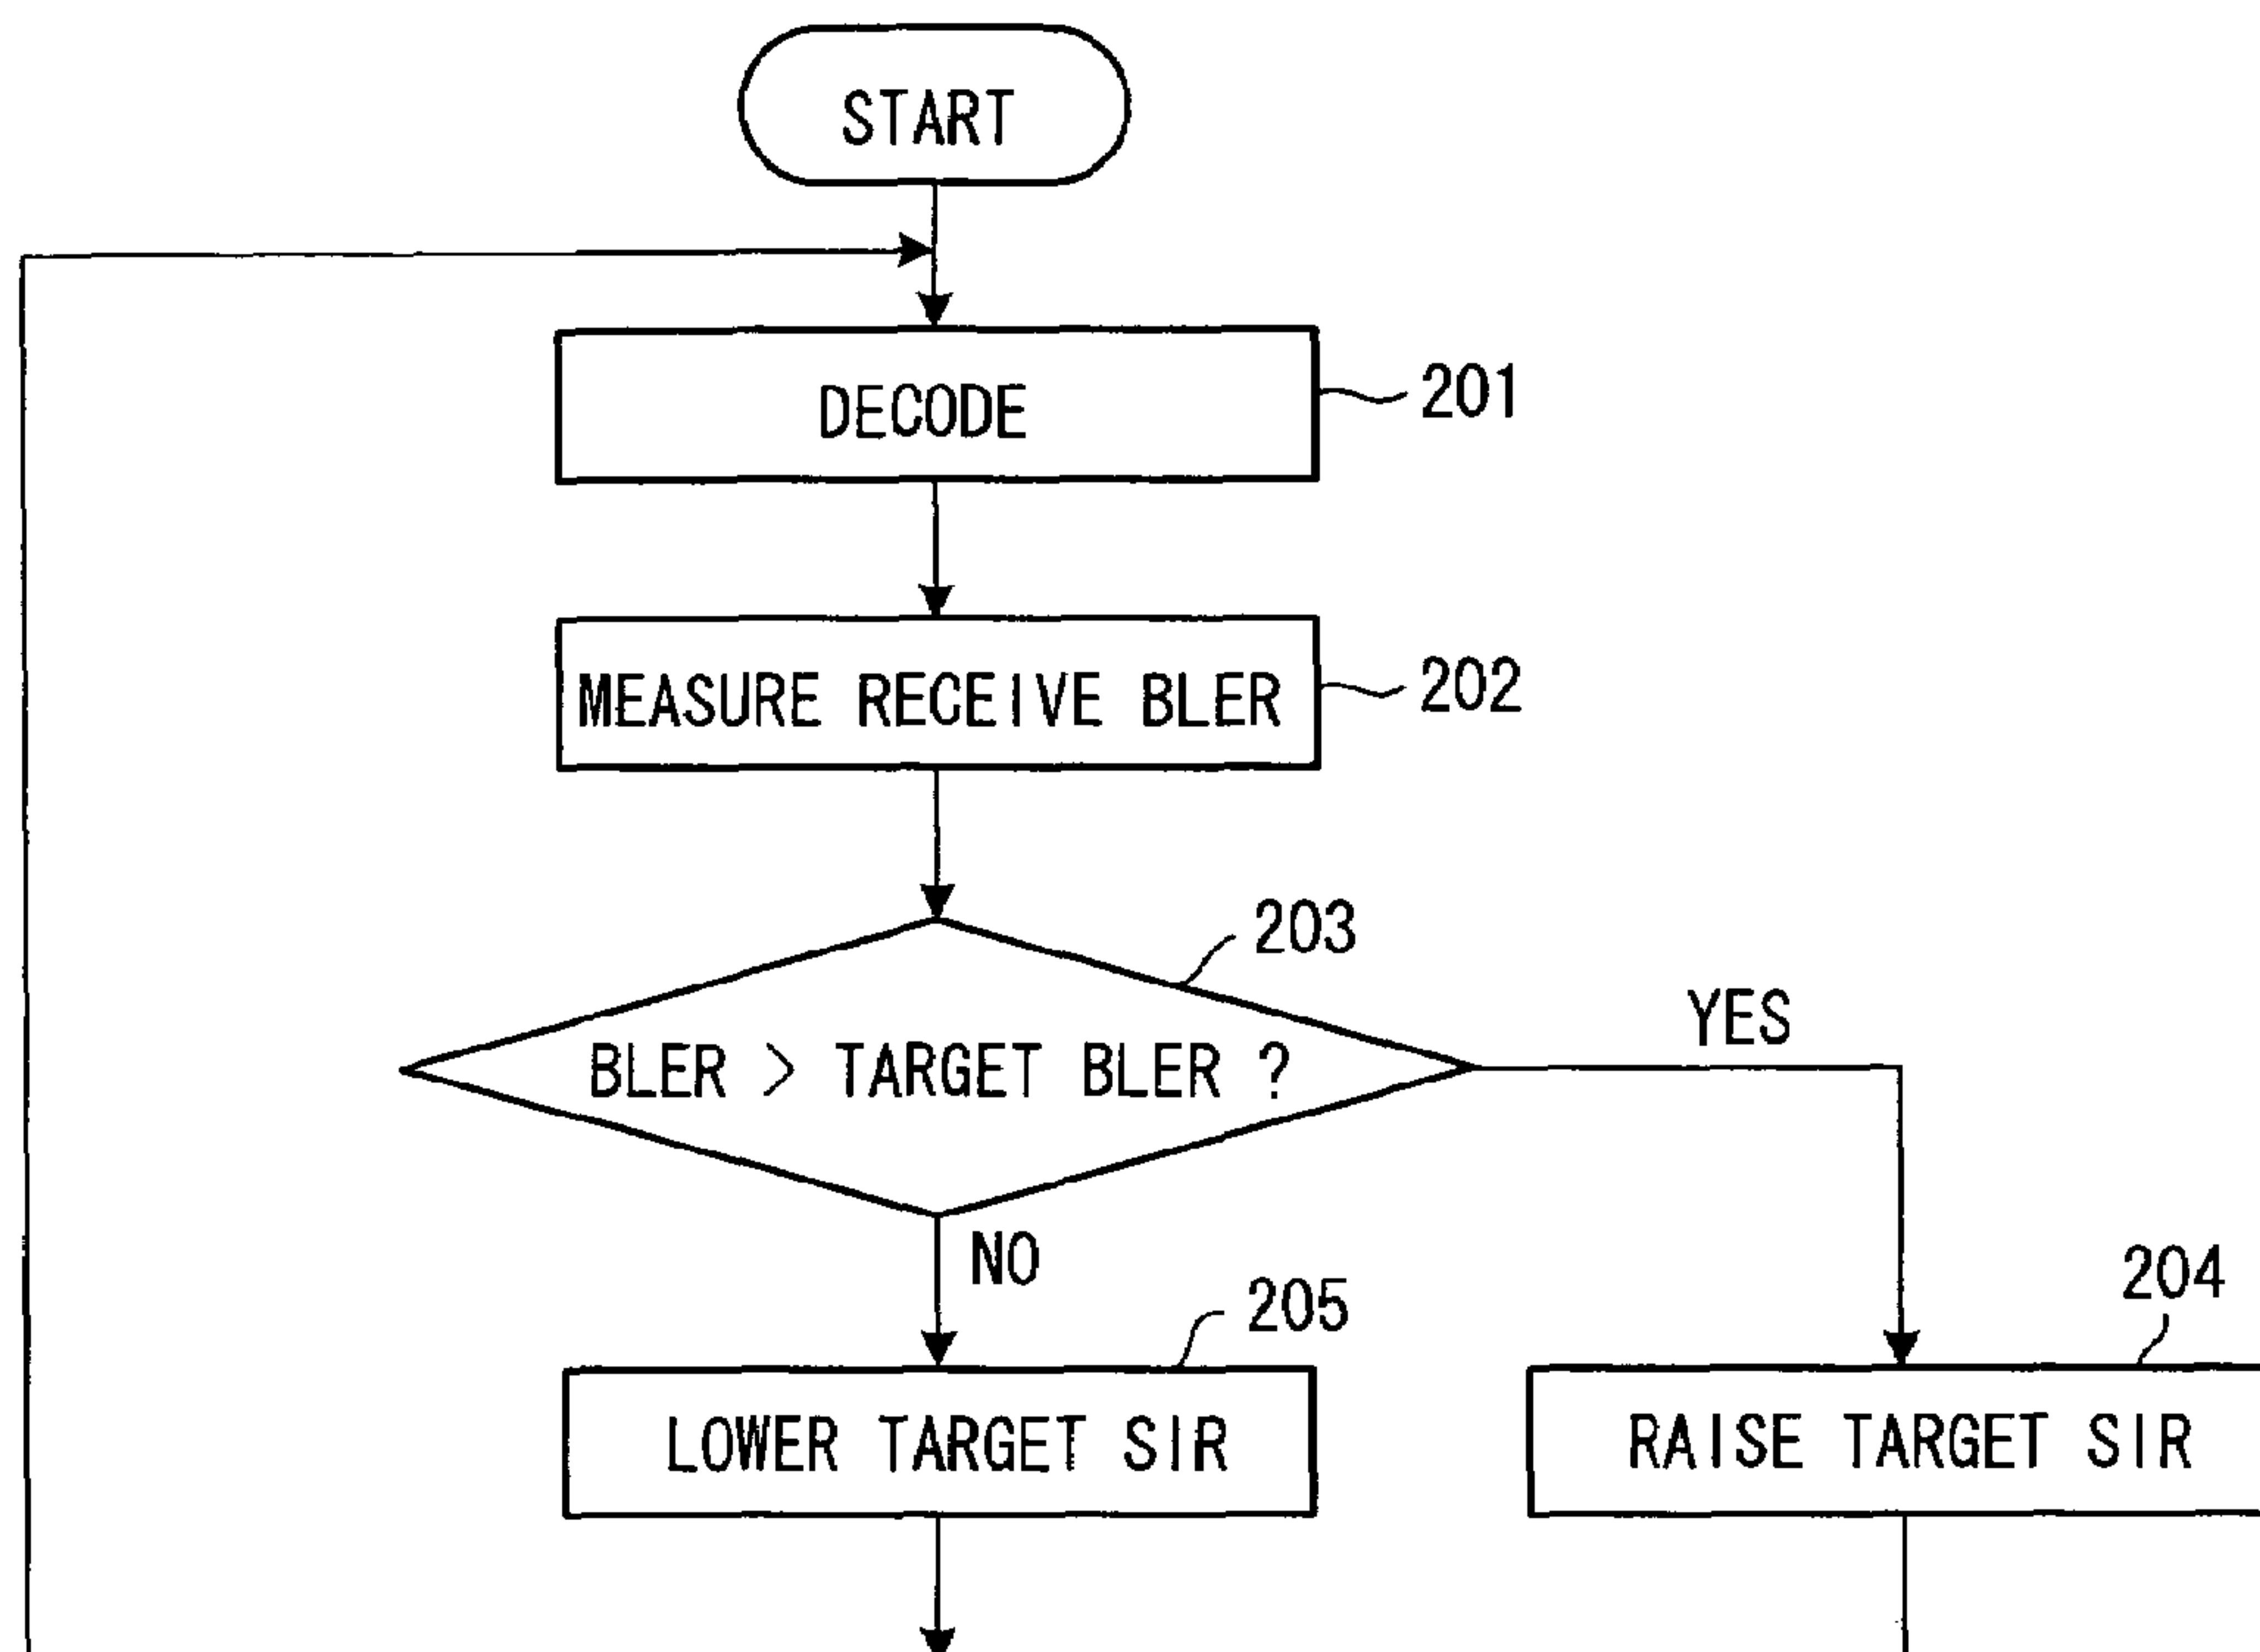 START
DECODE
201
MEASURE RECEIVE BLER
202
203
BLER > TARGET BLER ?
YES
NO
205
204
LOWER TARGET SIR
RAISE TARGET SIR